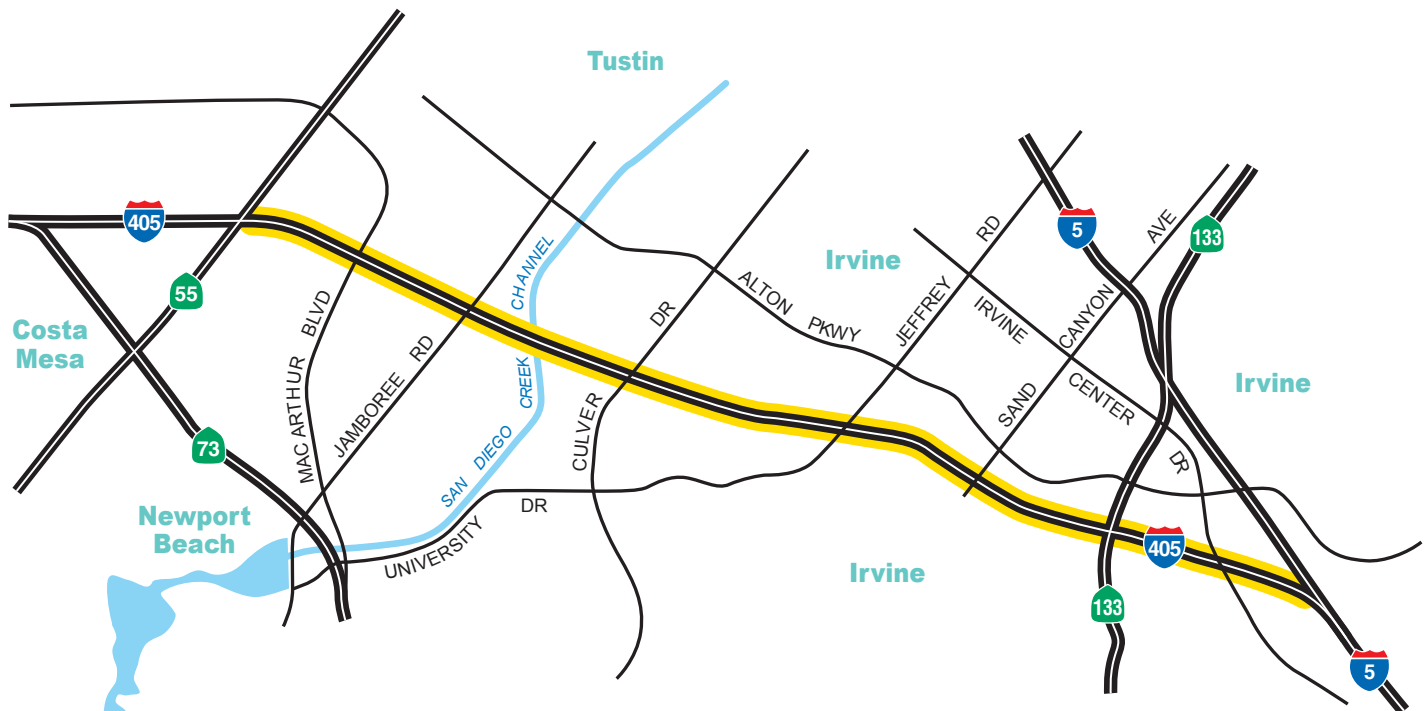 Tustin
405
55
Costa
Mesa
73
Newport
Beach
MAC ARTHUR BLVD
JAMBOREE RD
SAN DIEGO CREEK CHANNEL
UNIVERSITY DR
CULVER DR
ALTON PKWY
Irvine
JEFFREY RD
IRVINE CENTER DR
SAND CANYON AVE
5
133
Irvine
Irvine
405
133
5